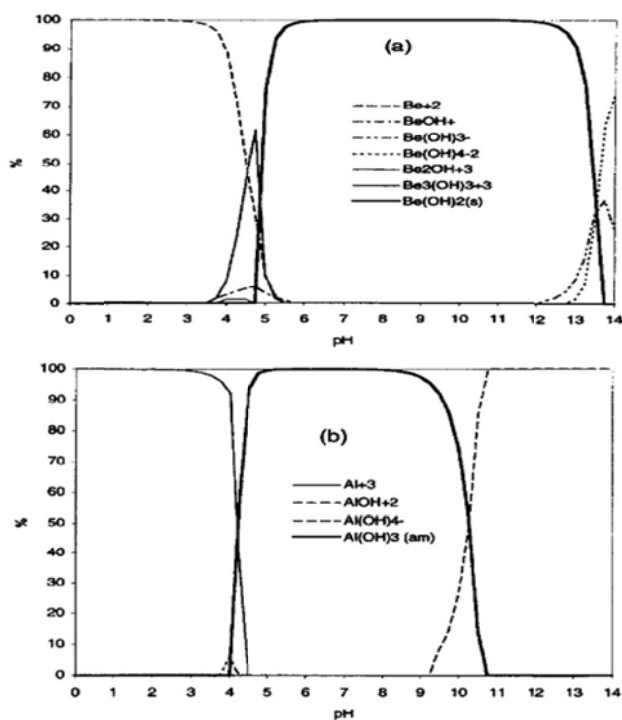 100
90
(a)
80
70
Be+2
BeOH+
60
Be(OH)3-
%
50
Be(OH)4-2
Be2OH+3
40
Be3(OH)3+3
30
Be(OH)2(s)
20
10
0
0 1 2 3 4 5 6 7 8 9 10 11 12 13 14
pH
100
90
80
(b)
70
60
Al+3
%
50
AlOH+2
40
Al(OH)4-
Al(OH)3 (am)
30
20
10
0
0 1 2 3 4 5 6 7 8 9 10 11 12 13 14
pH